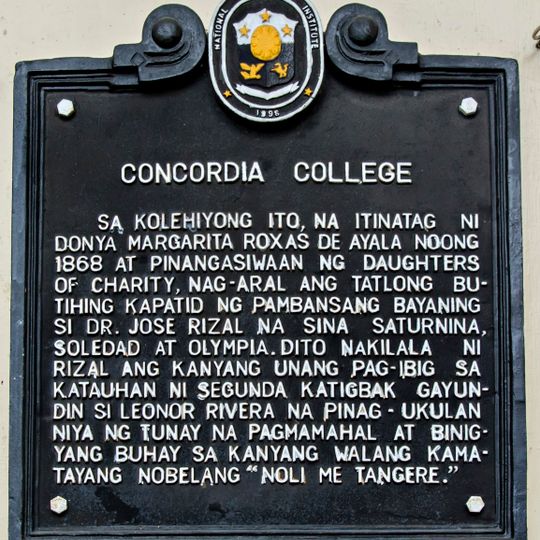 NATIONAL INSTITUTE
1996
CONCORDIA COLLEGE
SA KOLEHIYONG ITO, NA ITINATAG NI
DONYA MARGARITA ROXAS DE AYALA NOONG
1868 AT PINANGASIWAAN NG DAUGHTERS
OF CHARITY, NAG-ARAL ANG TATLONG BU-
TIHING KAPATID NG PAMBANSANG BAYANING
SI DR. JOSE RIZAL NA SINA SATURNINA,
SOLEDAD AT OLYMPIA. DITO NAKILALA NI
RIZAL ANG KANYANG UNANG PAG-IBIG SA
KATAUHAN NI SEGUNDA KATIGBAK GAYUN-
DIN SI LEONOR RIVERA NA PINAG-UKULAN
NIYA NG TUNAY NA PAGMAMAHAL AT BINIG-
YANG BUHAY SA KANYANG WALANG KAMA-
TAYANG NOBELANG "NOLI ME TANGERE."